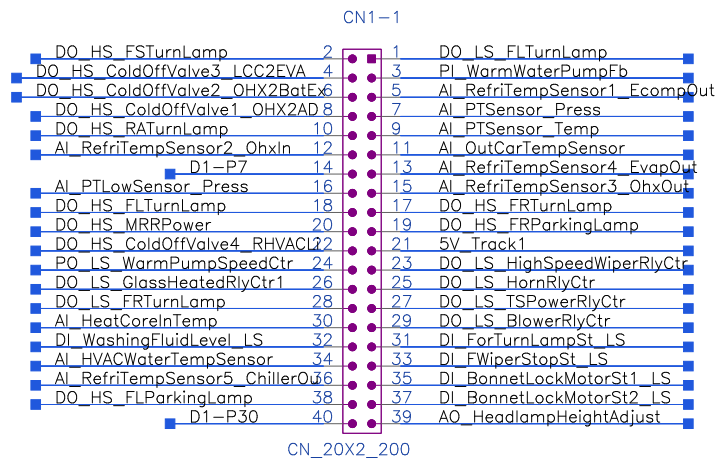 CN1-1
DO_HS_FSTurnLamp 2 1 DO_LS_FLTurnLamp
DO_HS_ColdOffValve3_LCC2EVA 4 3 PI_WarmWaterPumpFb
DO_HS_ColdOffValve2_OHX2BatEx 6 5 AI_RefriTempSensor1_EcompOut
DO_HS_ColdOffValve1_OHX2AD 8 7 AI_PTSensor_Press
DO_HS_RATurnLamp 10 9 AI_PTSensor_Temp
AI_RefriTempSensor2_OhxIn 12 11 AI_OutCarTempSensor
D1-P7 14 13 AI_RefriTempSensor4_EvapOut
AI_PTLowSensor_Press 16 15 AI_RefriTempSensor3_OhxOut
DO_HS_FLTurnLamp 18 17 DO_HS_FRTurnLamp
DO_HS_MRRPower 20 19 DO_HS_FRParkingLamp
22 21 5V_Track1
PO_LS_WarmPumpSpeedCtr 24 23 DO_LS_HighSpeedWiperRlyCtr
DO_LS_GlassHeatedRlyCtr1 26 25 DO_LS_HornRlyCtr
DO_LS_FRTurnLamp 28 27 DO_LS_TSPowerRlyCtr
AI_HeatCoreInTemp 30 29 DO_LS_BlowerRlyCtr
DI_WashingFluidLevel_LS 32 31 DI_ForTurnLampSt_LS
AI_HVACWaterTempSensor 34 33 DI_FWiperStopSt_LS
AI_RefriTempSensor5_ChillerOu 36 35 DI_BonnetLockMotorSt1_LS
DO_HS_FLParkingLamp 38 37 DI_BonnetLockMotorSt2_LS
D1-P30 40 39 AO_HeadlampHeightAdjust
CN_20X2_200